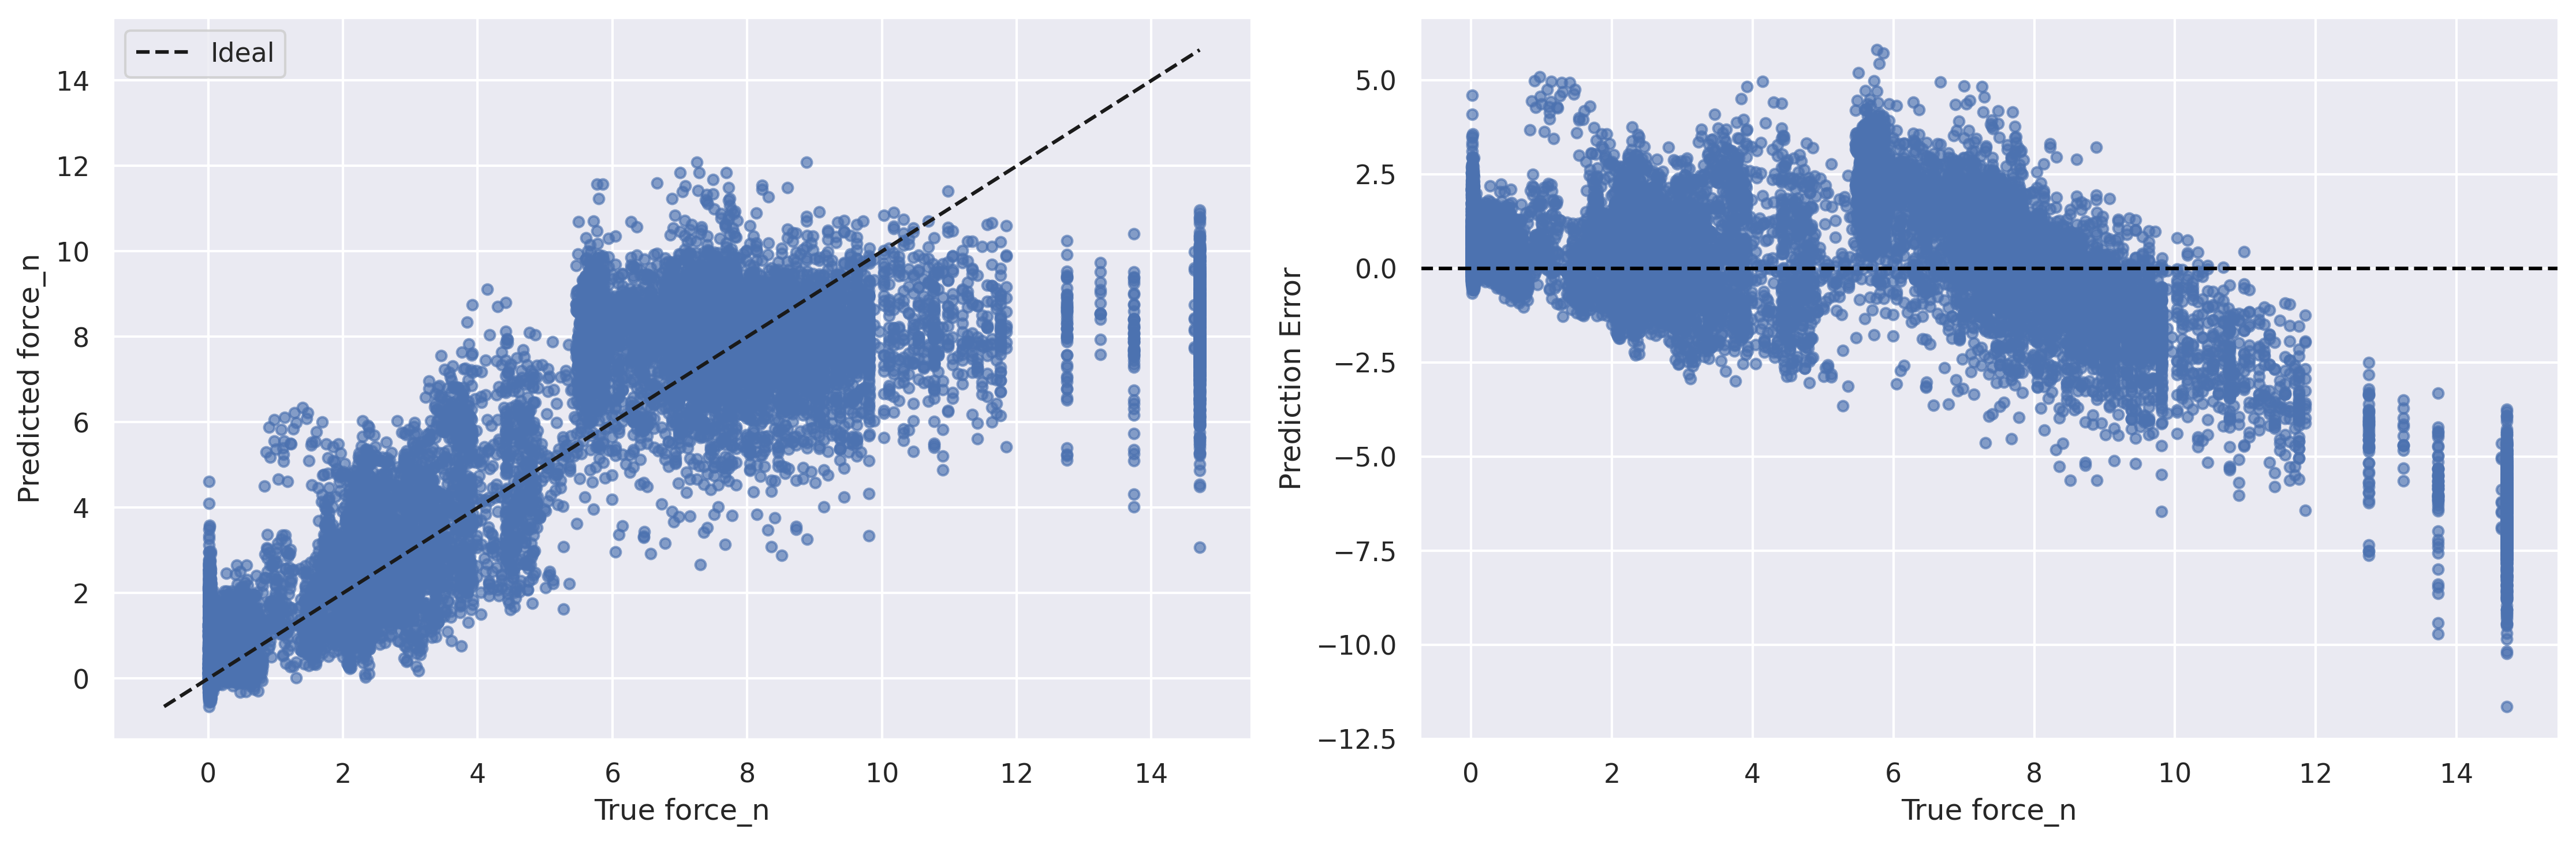 Ideal
Predicted force_n
14
12
10
8
6
4
2
0
0 2 4 6 8 10 12 14
True force_n
Prediction Error
5.0
2.5
0.0
−2.5
−5.0
−7.5
−10.0
−12.5
0 2 4 6 8 10 12 14
True force_n